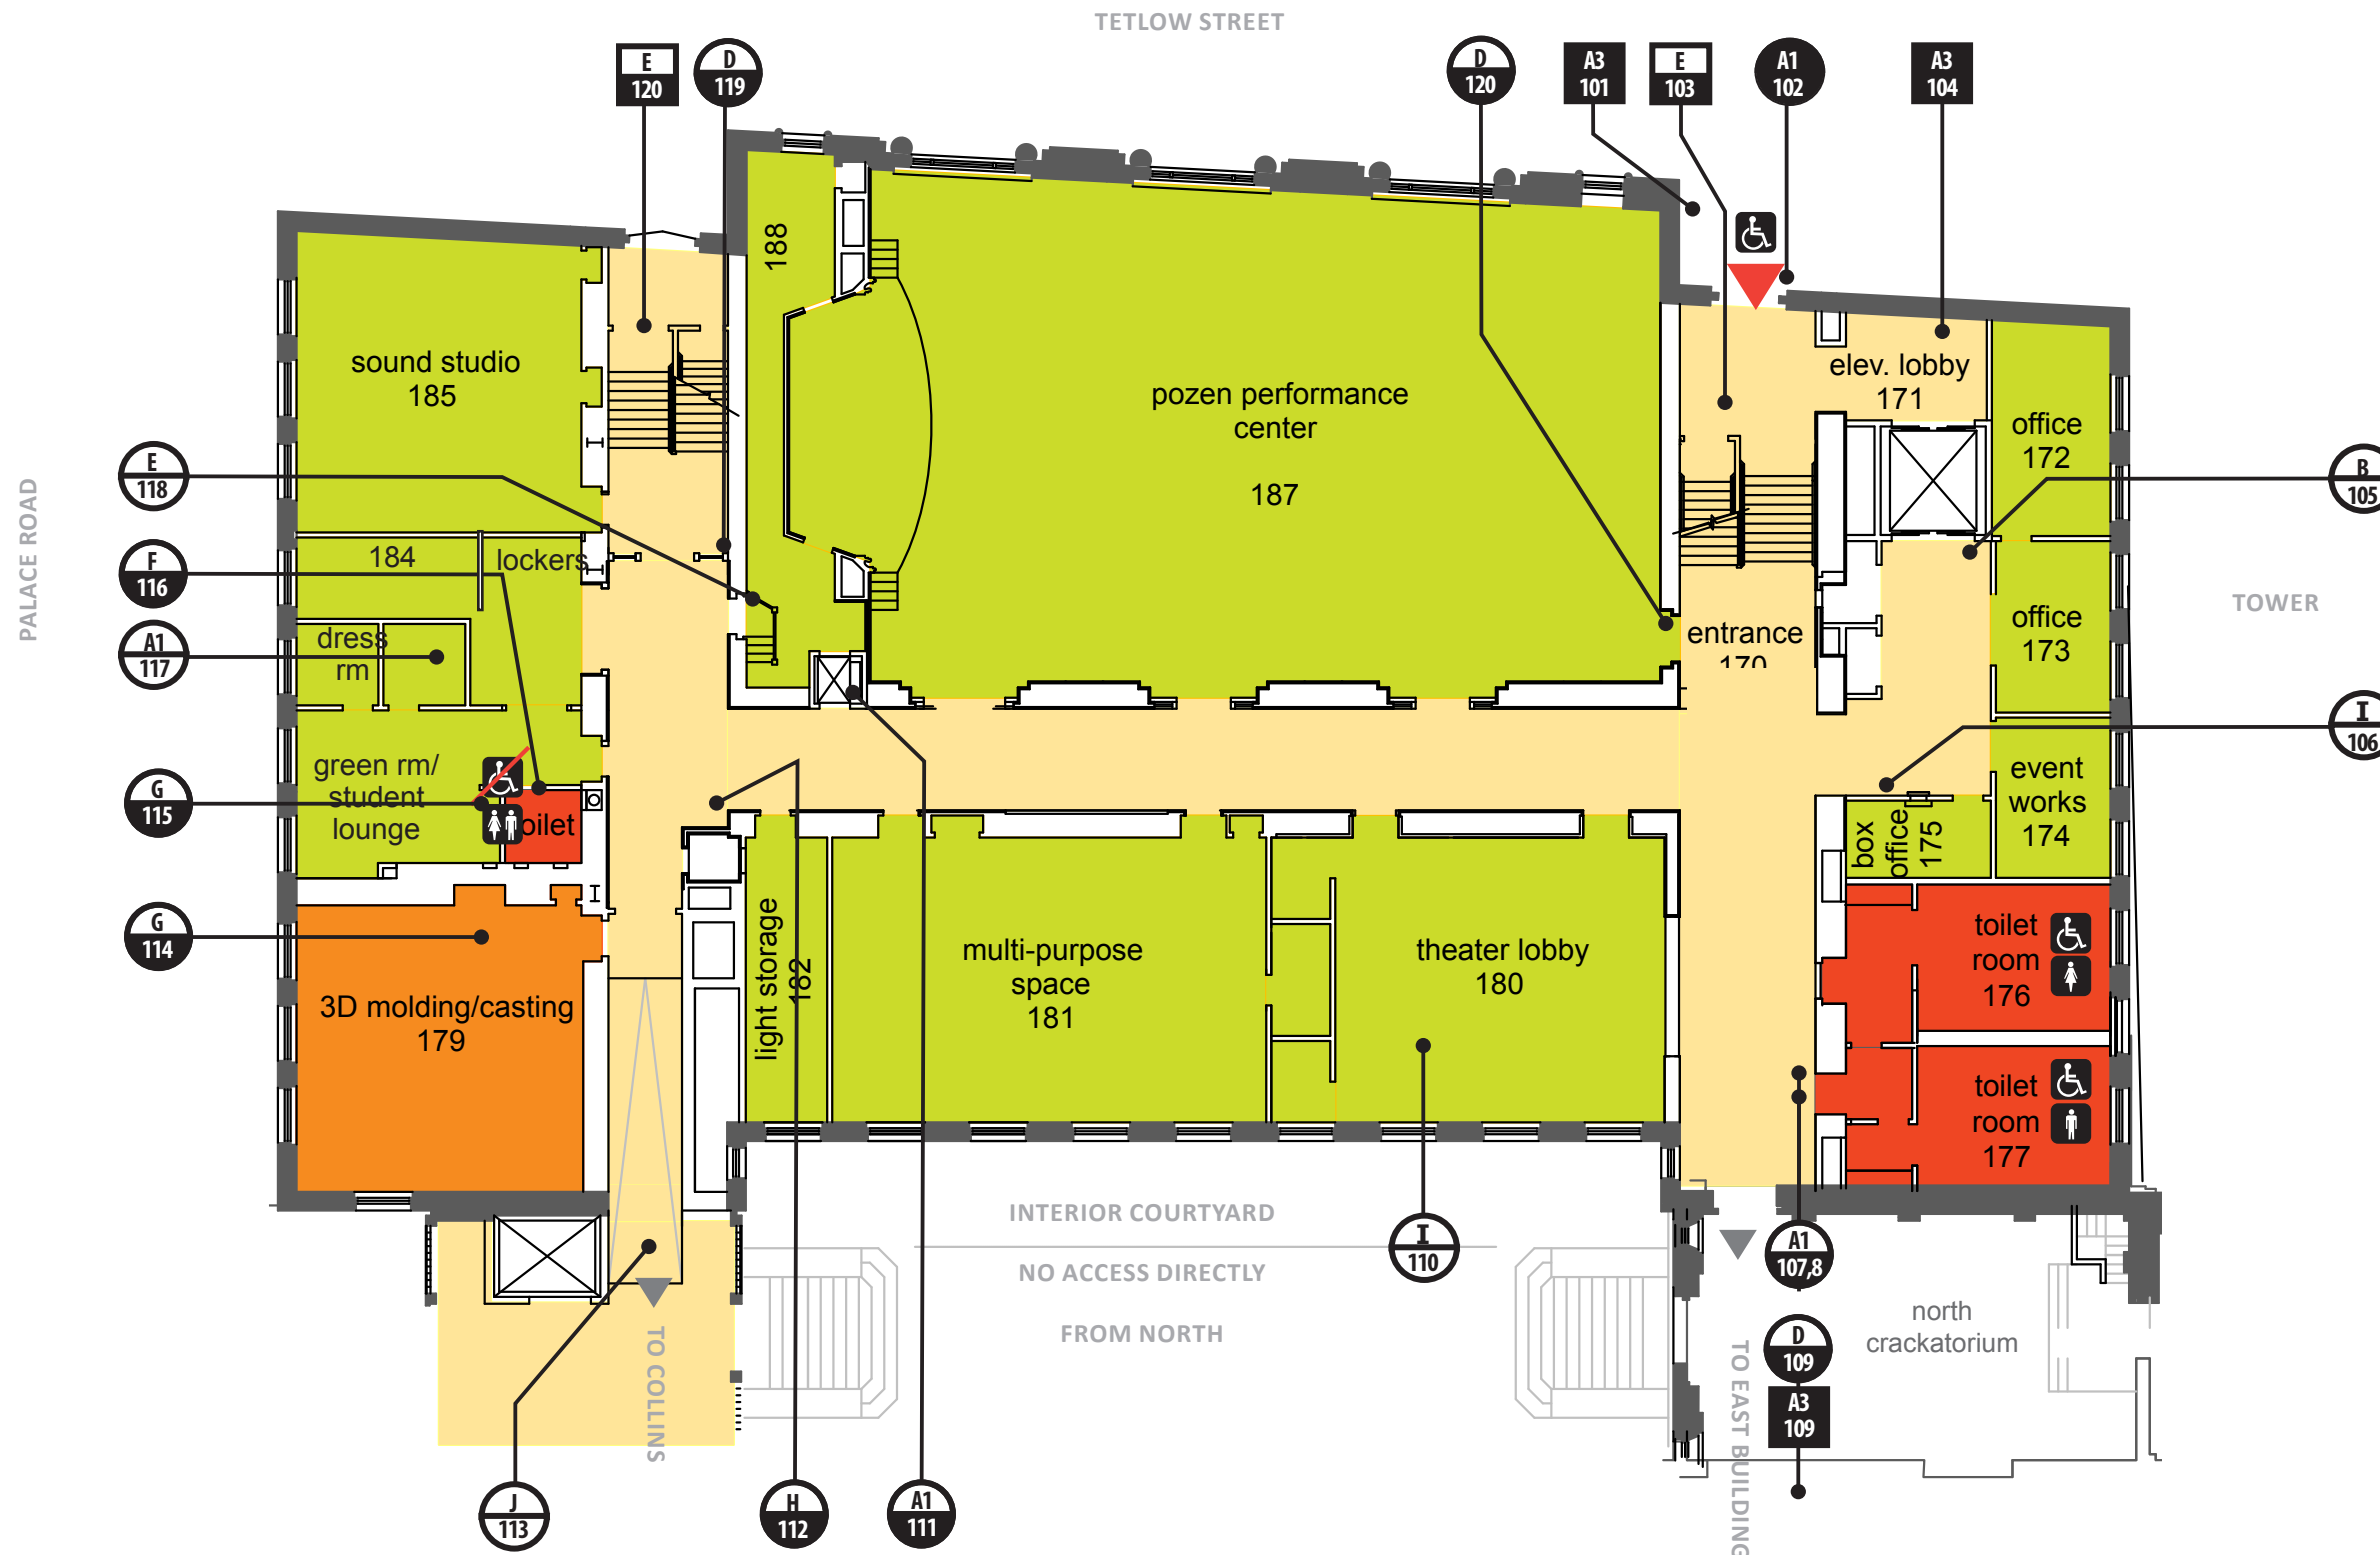 TETLOW STREET
E
120
D
119
D
120
A3
101
E
103
A1
102
A3
104
188
sound studio
185
pozen performance
center
187
elev. lobby
171
office
172
E
118
B
105
PALACE ROAD
184
lockers
F
116
TOWER
office
173
entrance
170
dress
rm
A1
117
I
106
green rm/
student
lounge
toilet
G
115
event
works
174
box
office
175
G
114
light storage
182
multi-purpose
space
181
theater lobby
180
toilet
room
176
3D molding/casting
179
toilet
room
177
INTERIOR COURTYARD
NO ACCESS DIRECTLY
FROM NORTH
I
110
A1
107,8
north
crackatorium
D
109
A3
109
TO COLLINS
TO EAST BUILDING
J
113
H
112
A1
111